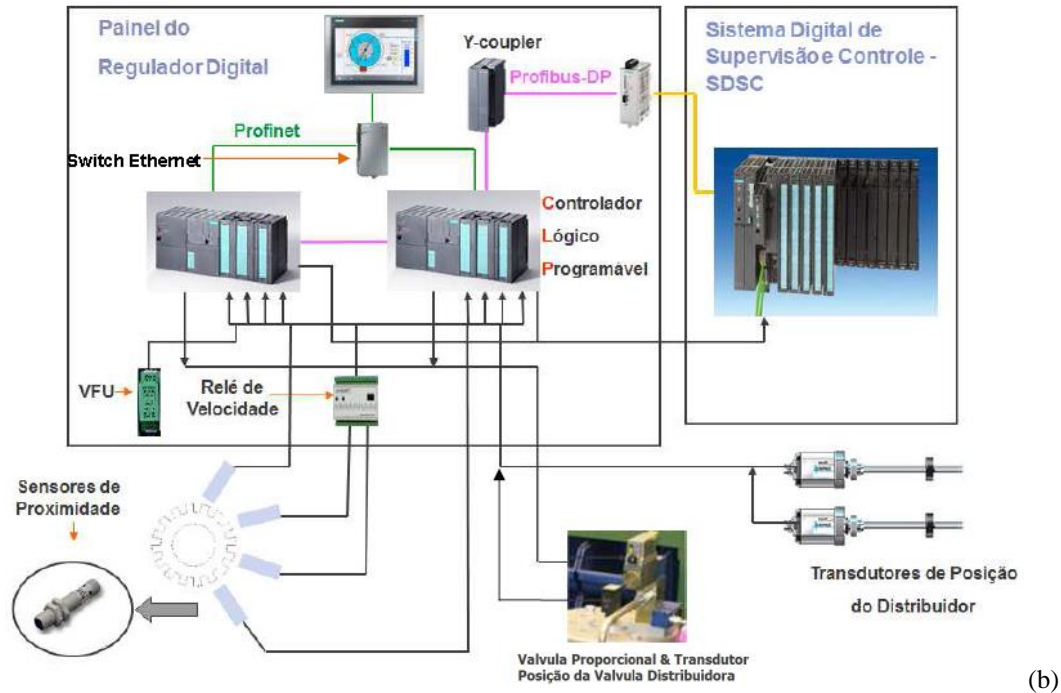 Painel do
Regulador Digital
Y-coupler
Profibus-DP
Sistema Digital de
Supervisão e Controle -
SDSC
Profinet
Switch Ethernet
Controlador
Lógico
Programável
VFU
Relé de
Velocidade
Sensores de
Proximidade
Transdutores de Posição
do Distribuidor
Valvula Proporcional & Transdutor
Posição da Valvula Distribuidora
(b)